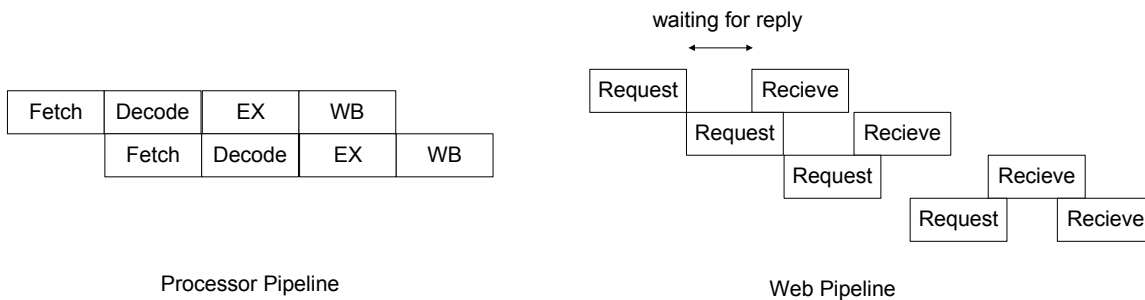 waiting for reply
Request Recieve
Fetch Decode EX WB
Request Recieve
Fetch Decode EX WB
Request Recieve
Request Recieve
Processor Pipeline
Web Pipeline